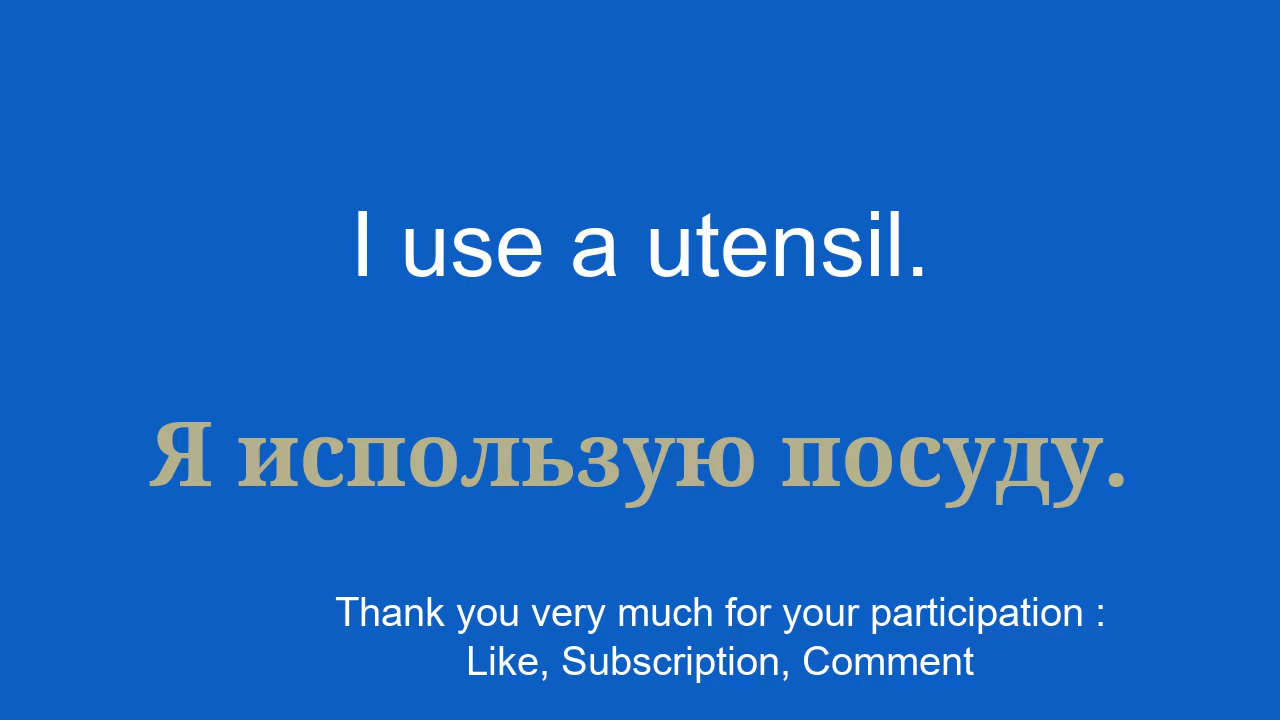 I use a utensil.
Я использую посуду.
Thank you very much for your participation :
Like, Subscription, Comment